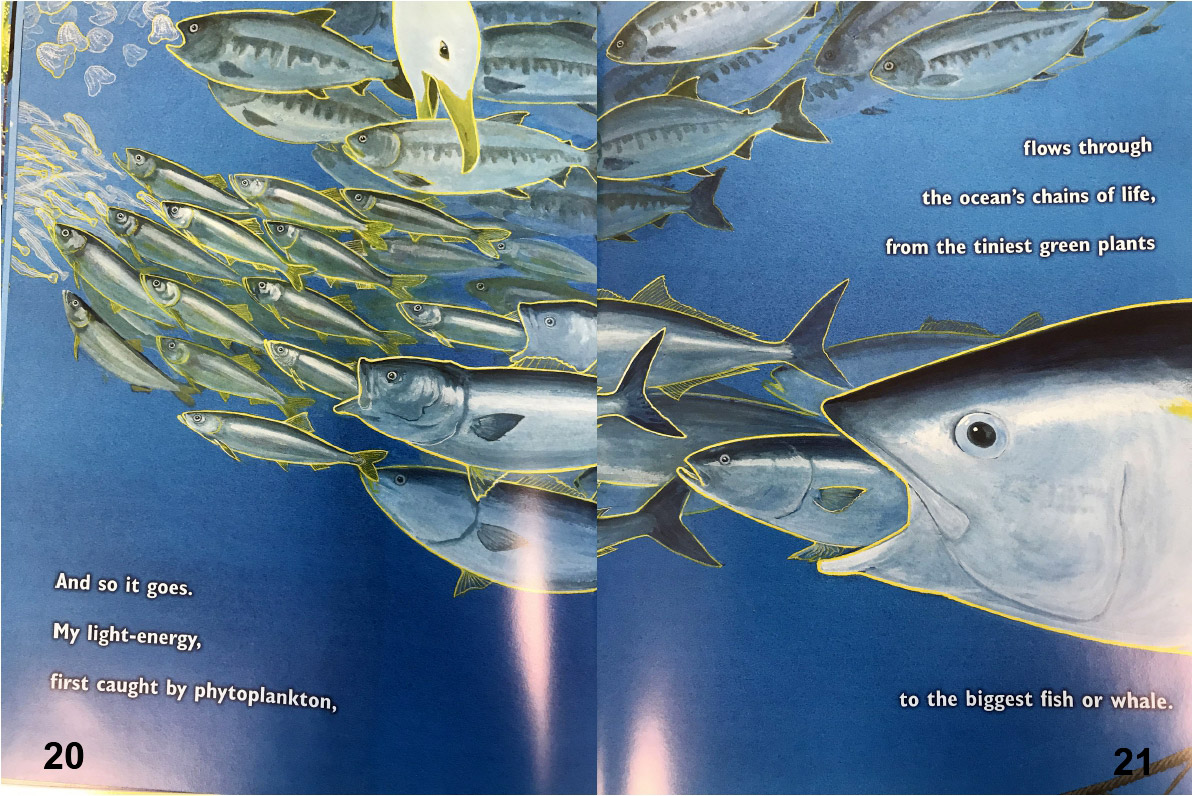 And so it goes.
My light-energy,
first caught by phytoplankton,
20
flows through
the ocean's chains of life,
from the tiniest green plants
to the biggest fish or whale.
21